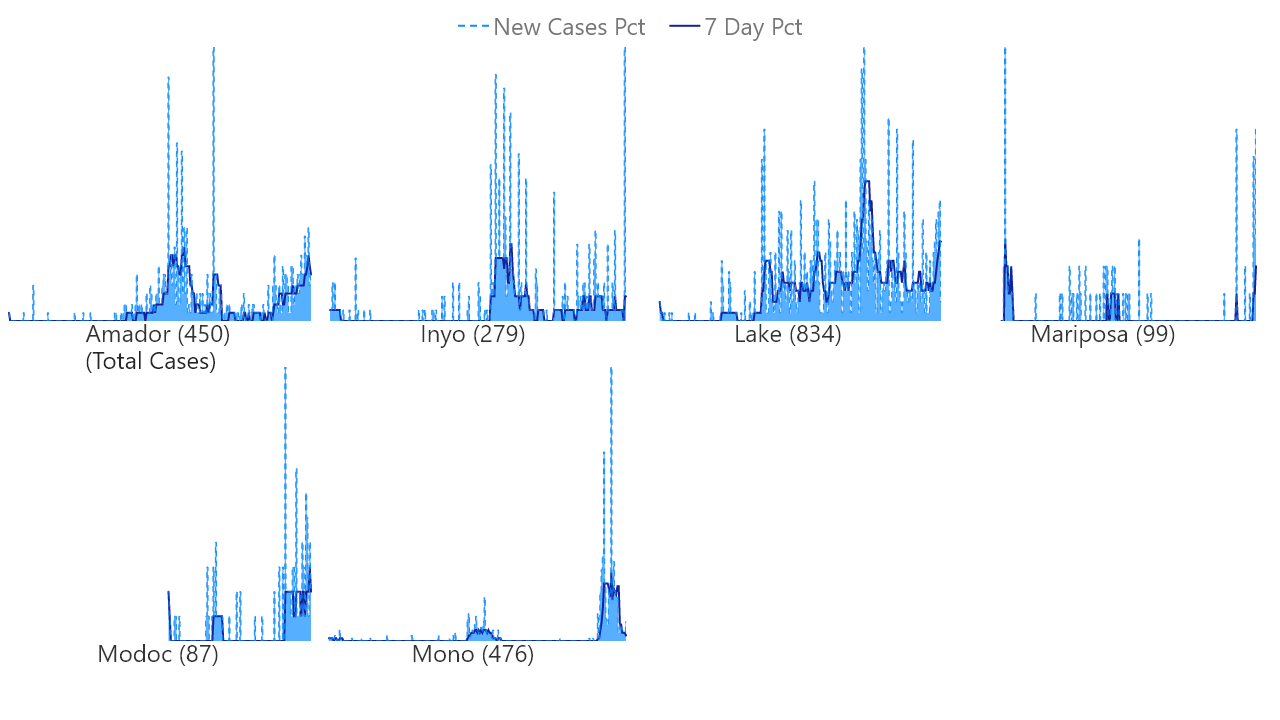 New Cases Pct 7 Day Pct
Amador (450) Inyo (279) Lake (834) Mariposa (99)
(Total Cases)
Modoc (87) Mono (476)